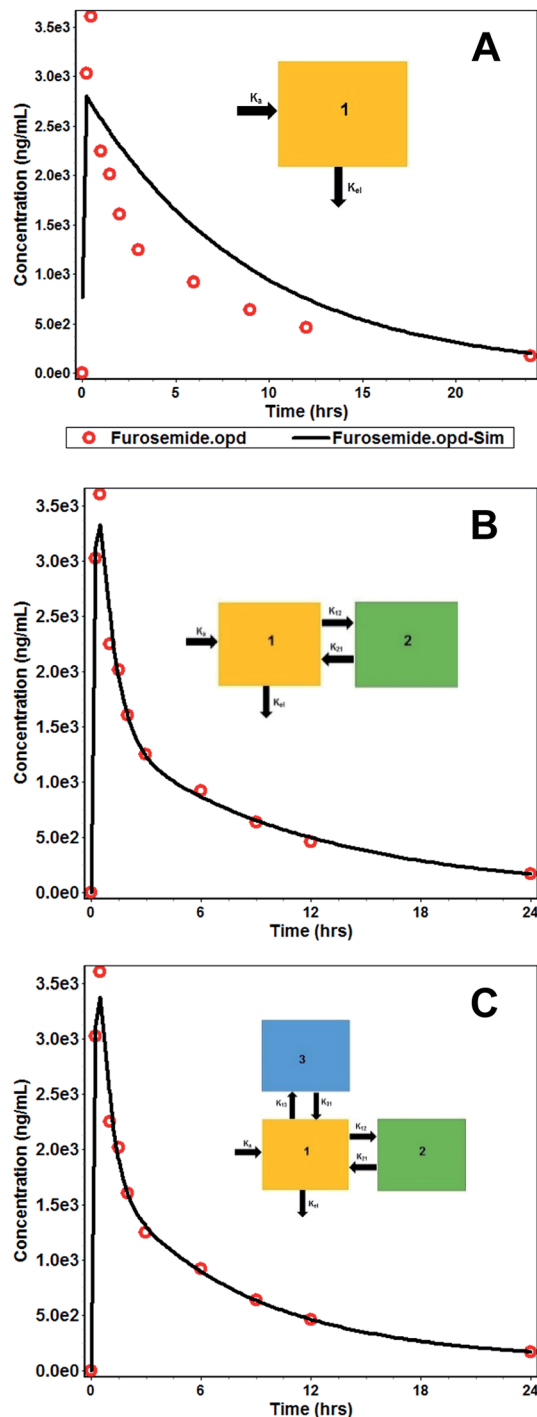 A
3.5e3
3.0e3
2.5e3
2.0e3
1.5e3
1.0e3
5.0e2
0.0e0
Concentration (ng/mL)
Ka
1
Kel
0 5 10 15 20
Time (hrs)
Furosemide.opd Furosemide.opd-Sim
B
3.5e3
3.0e3
2.5e3
2.0e3
1.5e3
1.0e3
5.0e2
0.0e0
Concentration (ng/mL)
Ka
1
K12
K21
2
Kel
0 6 12 18 24
Time (hrs)
C
3.5e3
3.0e3
2.5e3
2.0e3
1.5e3
1.0e3
5.0e2
0.0e0
Concentration (ng/mL)
3
K13
K31
Ka
1
K12
K21
2
Kel
0 6 12 18 24
Time (hrs)